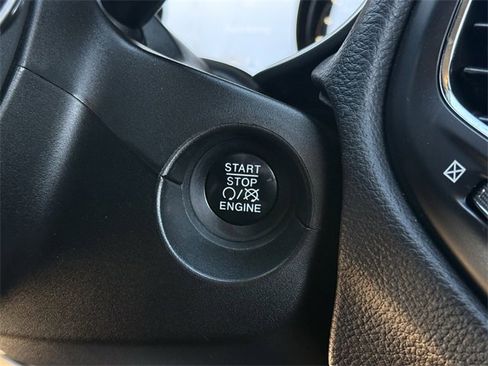 START
STOP
/
ENGINE